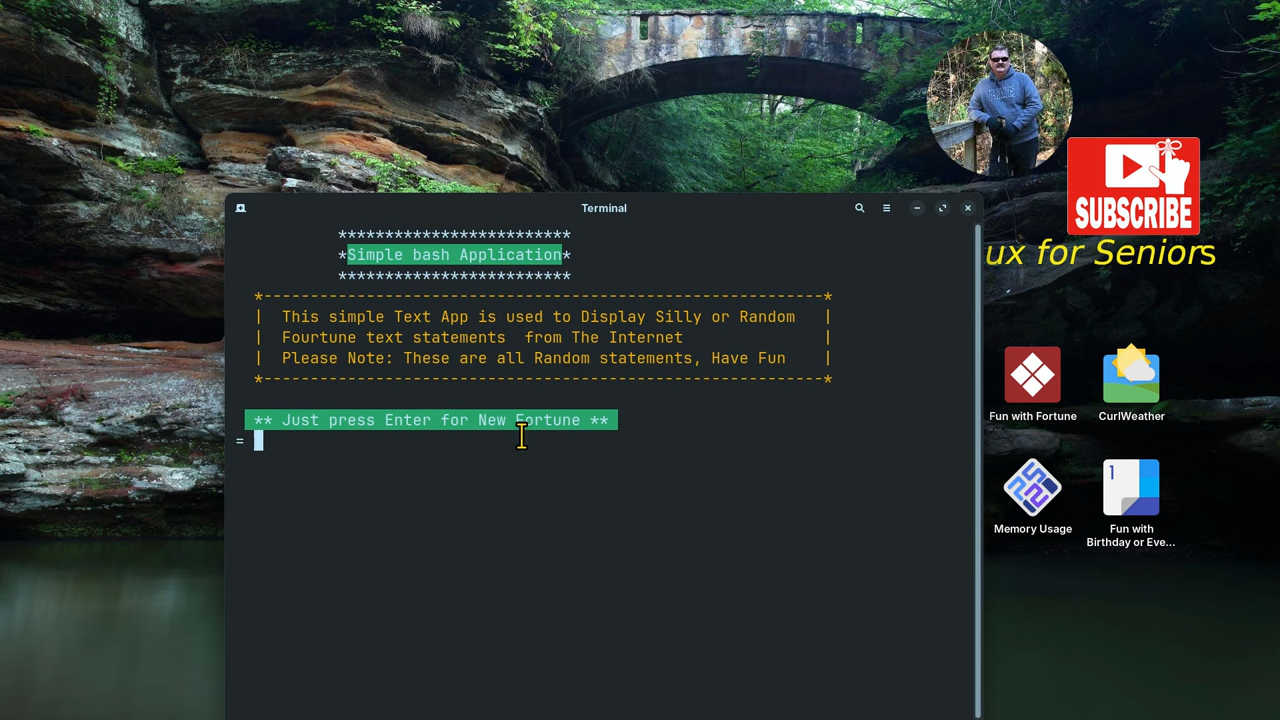 SUBSCRIBE
ux for Seniors
Terminal
*************************
*Simple bash Application*
*************************
*------------------------------------------------------------*
| This simple Text App is used to Display Silly or Random |
| Fourtune text statements from The Internet |
| Please Note: These are all Random statements, Have Fun |
*------------------------------------------------------------*
** Just press Enter for New Fortune **
=
Fun with Fortune
CurlWeather
Memory Usage
1
Fun with
Birthday or Eve...